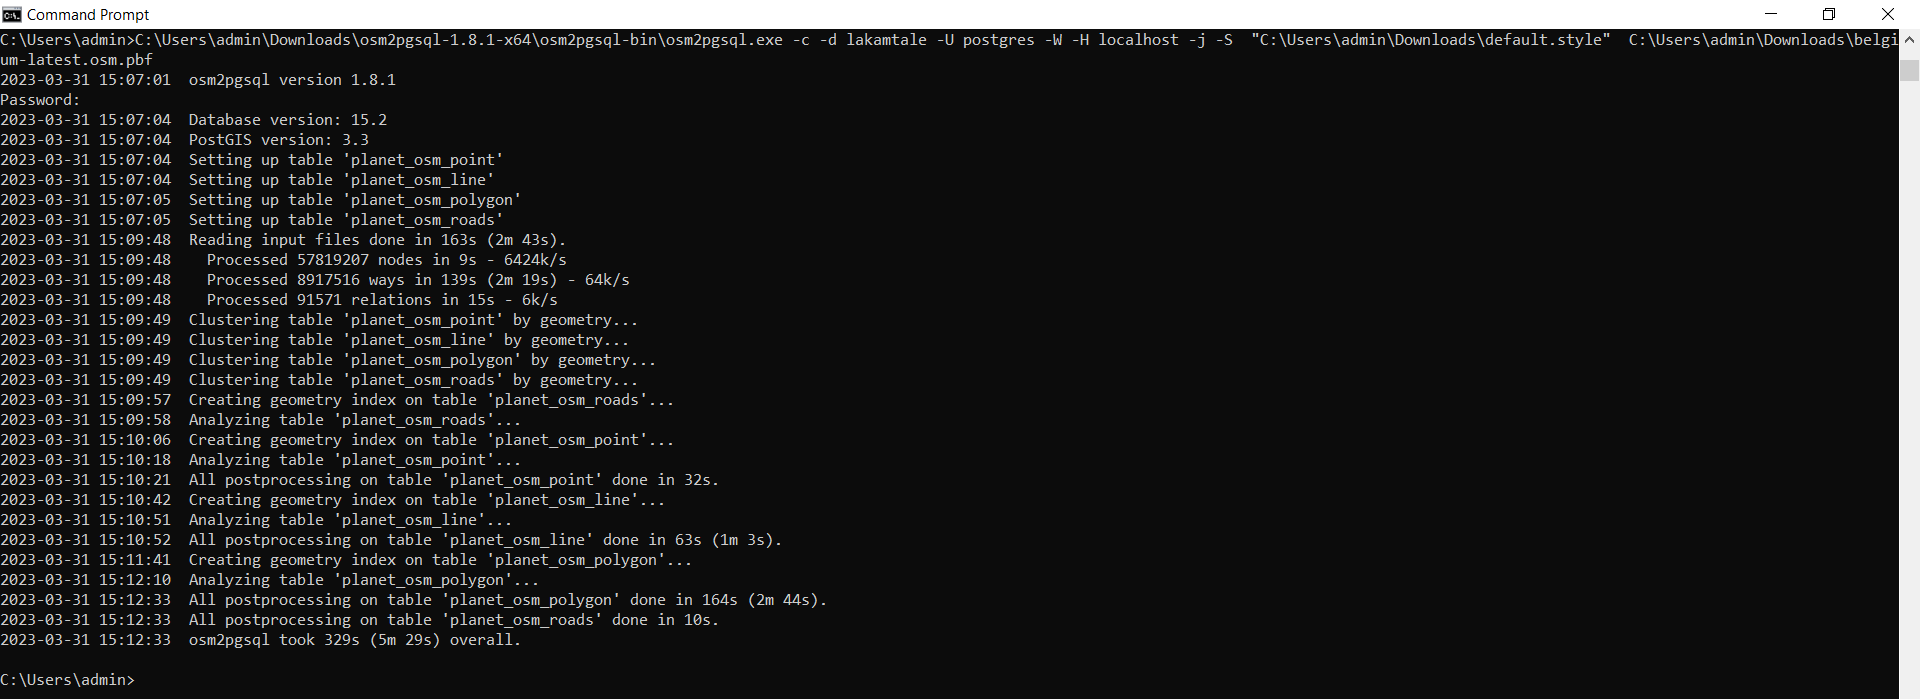 Command Prompt
C:\Users\admin>C:\Users\admin\Downloads\osm2pgsql-1.8.1-x64\osm2pgsql-bin\osm2pgsql.exe -c -d lakamtale -U postgres -W -H localhost -j -S  "C:\Users\admin\Downloads\default.style"  C:\Users\admin\Downloads\belgi
um-latest.osm.pbf
2023-03-31 15:07:01  osm2pgsql version 1.8.1
Password:
2023-03-31 15:07:04  Database version: 15.2
2023-03-31 15:07:04  PostGIS version: 3.3
2023-03-31 15:07:04  Setting up table 'planet_osm_point'
2023-03-31 15:07:04  Setting up table 'planet_osm_line'
2023-03-31 15:07:05  Setting up table 'planet_osm_polygon'
2023-03-31 15:07:05  Setting up table 'planet_osm_roads'
2023-03-31 15:09:48  Reading input files done in 163s (2m 43s).
2023-03-31 15:09:48    Processed 57819207 nodes in 9s - 6424k/s
2023-03-31 15:09:48    Processed 8917516 ways in 139s (2m 19s) - 64k/s
2023-03-31 15:09:48    Processed 91571 relations in 15s - 6k/s
2023-03-31 15:09:49  Clustering table 'planet_osm_point' by geometry...
2023-03-31 15:09:49  Clustering table 'planet_osm_line' by geometry...
2023-03-31 15:09:49  Clustering table 'planet_osm_polygon' by geometry...
2023-03-31 15:09:49  Clustering table 'planet_osm_roads' by geometry...
2023-03-31 15:09:57  Creating geometry index on table 'planet_osm_roads'...
2023-03-31 15:09:58  Analyzing table 'planet_osm_roads'...
2023-03-31 15:10:06  Creating geometry index on table 'planet_osm_point'...
2023-03-31 15:10:18  Analyzing table 'planet_osm_point'...
2023-03-31 15:10:21  All postprocessing on table 'planet_osm_point' done in 32s.
2023-03-31 15:10:42  Creating geometry index on table 'planet_osm_line'...
2023-03-31 15:10:51  Analyzing table 'planet_osm_line'...
2023-03-31 15:10:52  All postprocessing on table 'planet_osm_line' done in 63s (1m 3s).
2023-03-31 15:11:41  Creating geometry index on table 'planet_osm_polygon'...
2023-03-31 15:12:10  Analyzing table 'planet_osm_polygon'...
2023-03-31 15:12:33  All postprocessing on table 'planet_osm_polygon' done in 164s (2m 44s).
2023-03-31 15:12:33  All postprocessing on table 'planet_osm_roads' done in 10s.
2023-03-31 15:12:33  osm2pgsql took 329s (5m 29s) overall.
C:\Users\admin>